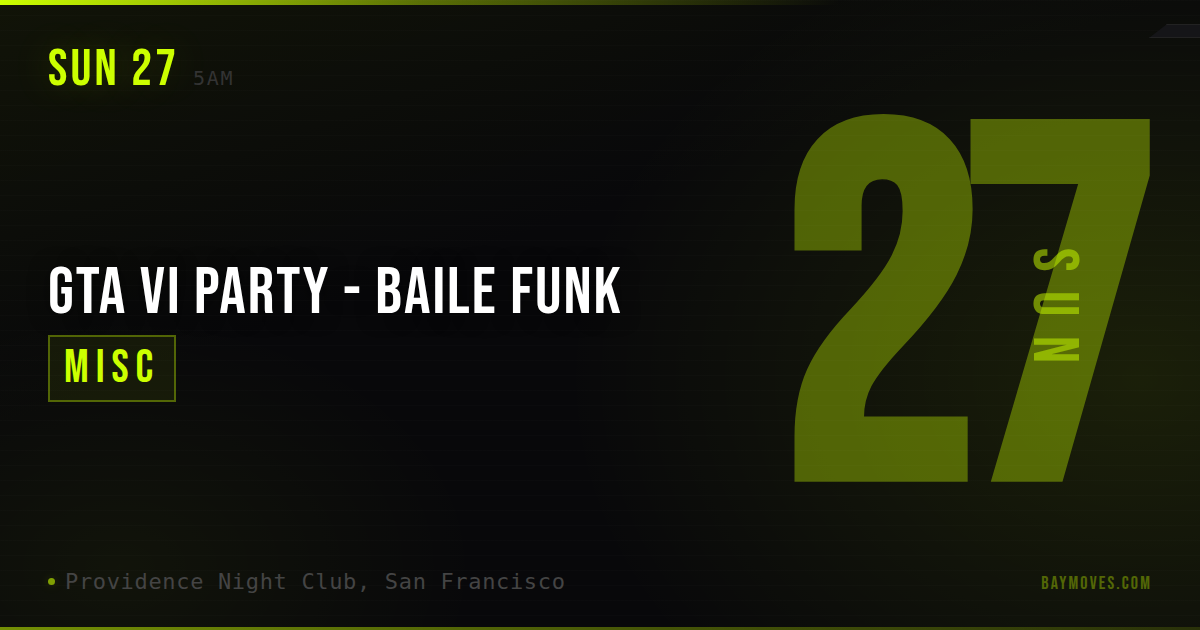 SUN 27 5AM
GTA VI PARTY - BAILE FUNK
MISC
27
SUN
Providence Night Club, San Francisco
BAYMOVES.COM